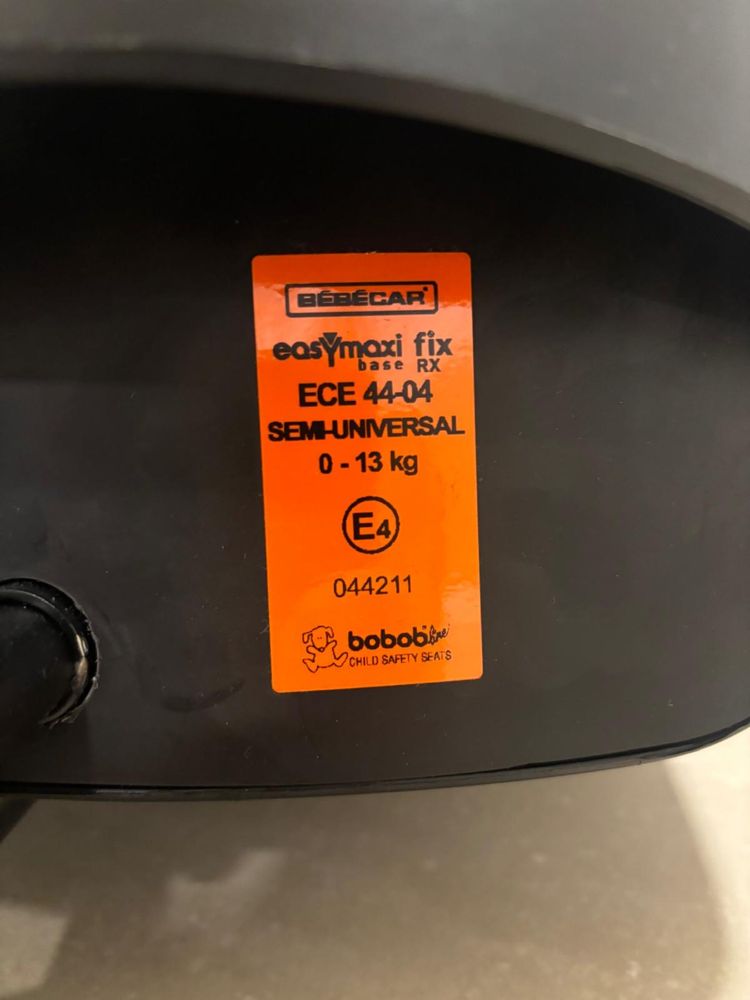 BÉBÉCAR®
easymaxi fix
base RX
ECE 44-04
SEMI-UNIVERSAL
0 - 13 kg
E4
044211
bobob™ line
CHILD SAFETY SEATS